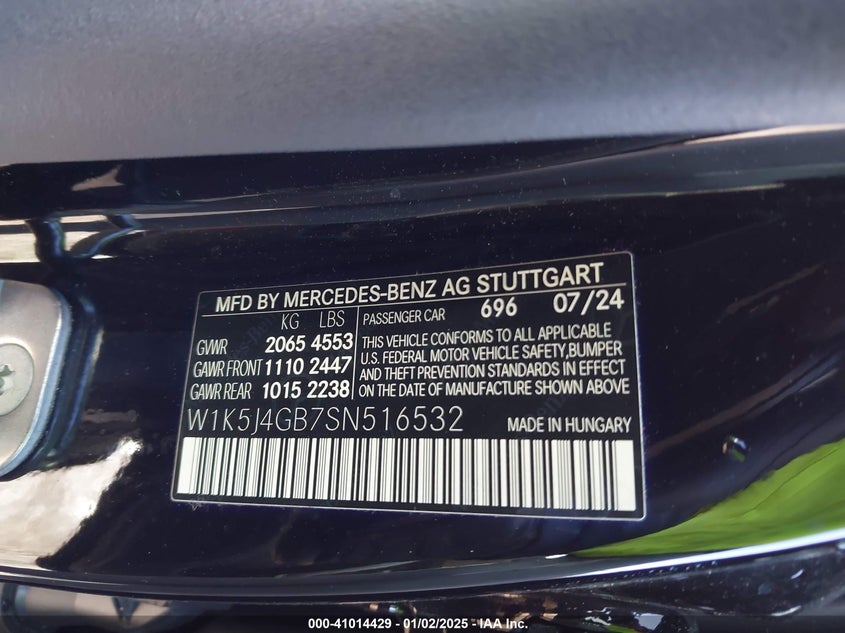 MFD BY MERCEDES-BENZ AG STUTTGART
KG LBS
GVWR 2065 4553
GAWR FRONT 1110 2447
GAWR REAR 1015 2238
PASSENGER CAR 696 07/24
THIS VEHICLE CONFORMS TO ALL APPLICABLE
U.S. FEDERAL MOTOR VEHICLE SAFETY,BUMPER
AND THEFT PREVENTION STANDARDS IN EFFECT
ON THE DATE OF MANUFACTURE SHOWN ABOVE
W1K5J4GB7SN516532 MADE IN HUNGARY
000-41014429 - 01/02/2025 - IAA Inc.